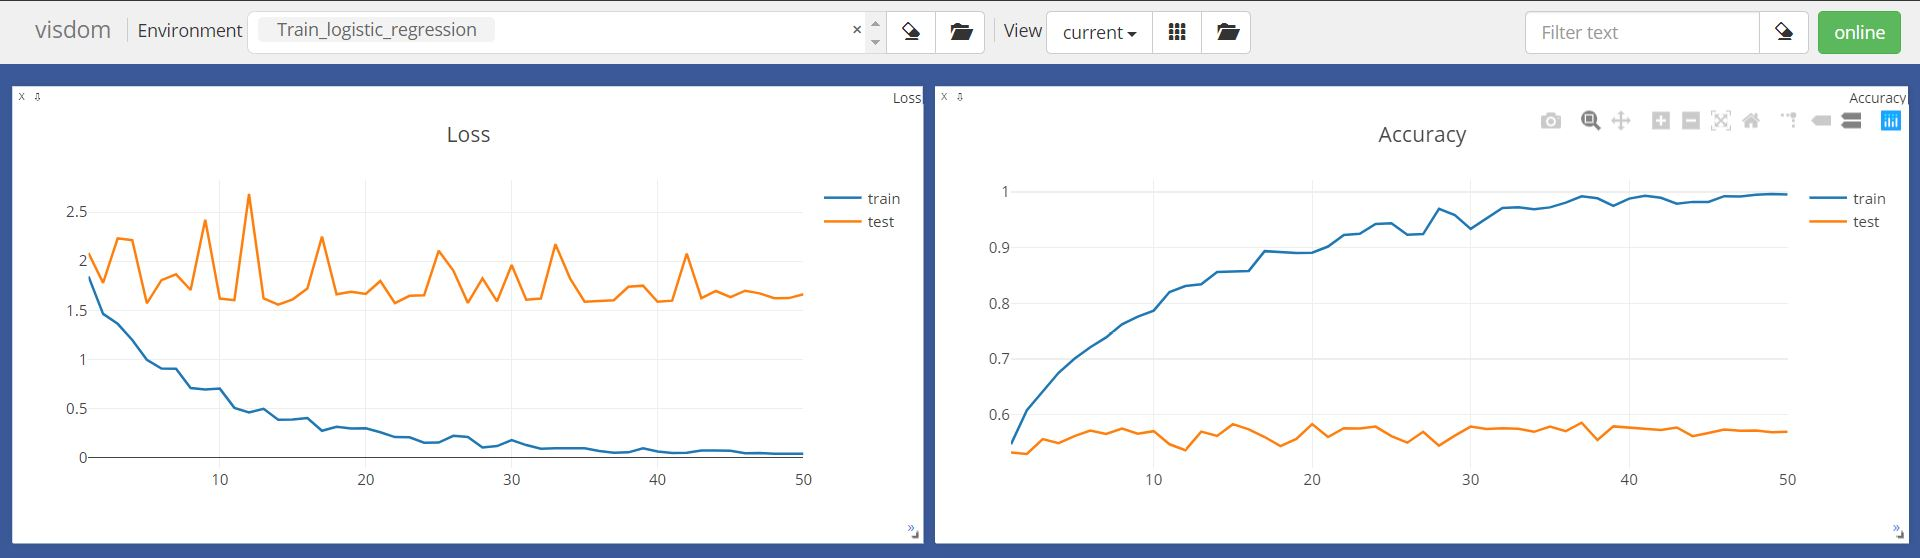 visdom Environment Train_logistic_regression × View current Filter text online
X Loss
Loss
2.5
2
1.5
1
0.5
0
10 20 30 40 50
train
test
»
X Accuracy
Accuracy
1
0.9
0.8
0.7
0.6
10 20 30 40 50
train
test
»